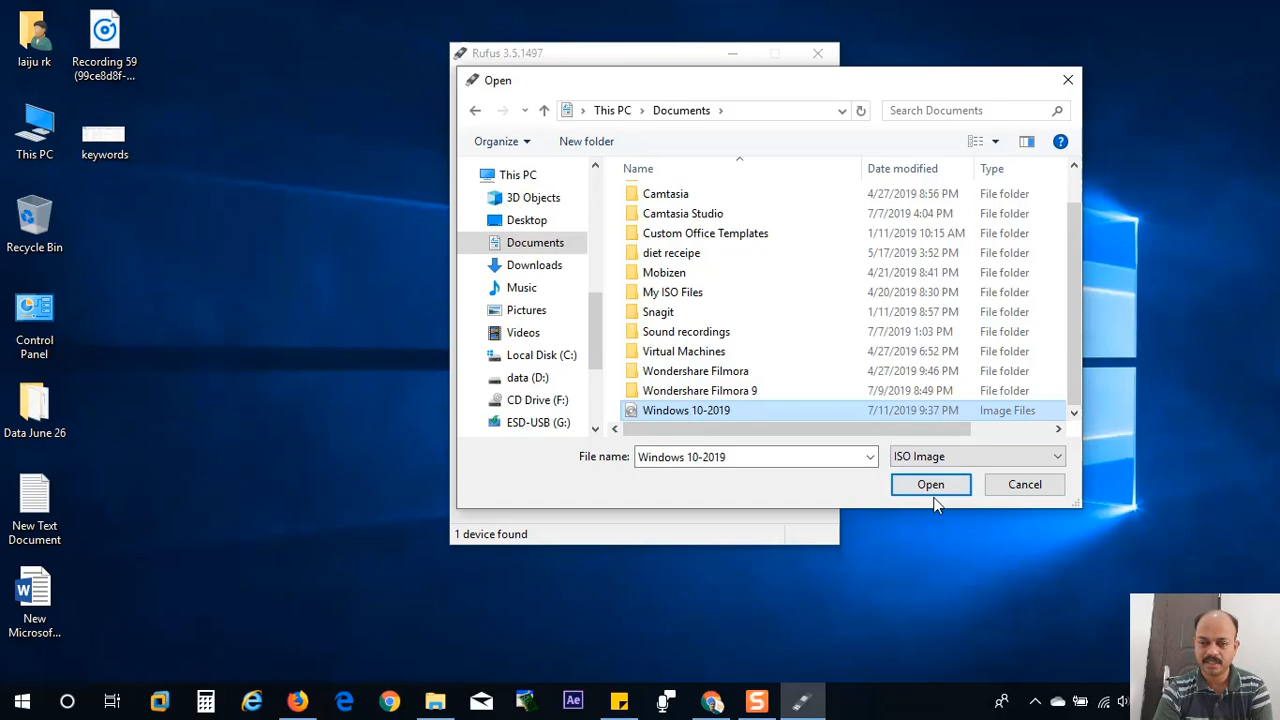 laiju rk
Recording 59
(99ce8d8f-...
This PC
keywords
Recycle Bin
Control
Panel
Data June 26
New Text
Document
New
Microsof...
Rufus 3.5.1497
Open
This PC
Documents
Search Documents
Organize
New folder
?
This PC
3D Objects
Desktop
Documents
Downloads
Music
Pictures
Videos
Local Disk (C:)
data (D:)
CD Drive (F:)
ESD-USB (G:)
Name Date modified Type
Camtasia 4/27/2019 8:56 PM File folder
Camtasia Studio 7/7/2019 4:04 PM File folder
Custom Office Templates 1/11/2019 10:15 AM File folder
diet receipe 5/17/2019 3:52 PM File folder
Mobizen 4/21/2019 8:41 PM File folder
My ISO Files 4/20/2019 8:30 PM File folder
Snagit 1/11/2019 8:57 PM File folder
Sound recordings 7/7/2019 1:03 PM File folder
Virtual Machines 4/27/2019 6:52 PM File folder
Wondershare Filmora 4/27/2019 9:46 PM File folder
Wondershare Filmora 9 7/9/2019 8:49 PM File folder
Windows 10-2019 7/11/2019 9:37 PM Image Files
File name: Windows 10-2019 ISO Image
Open Cancel
1 device found
W
Ae
S